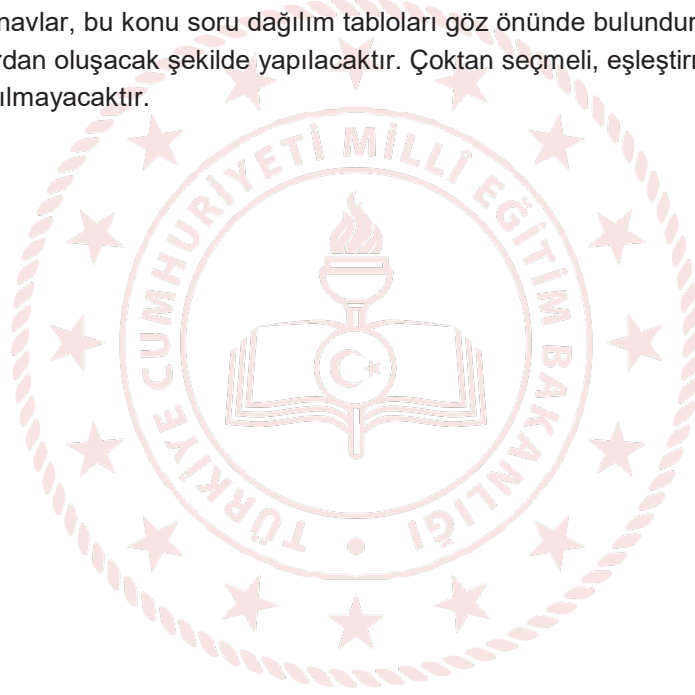 navlar, bu konu soru dağılım tabloları göz önünde bulundur
rdan oluşacak şekilde yapılacaktır. Çoktan seçmeli, eşleştir
ılmayacaktır.
TÜRKİYE CUMHURİYETİ MİLLÎ EĞİTİM BAKANLIĞI